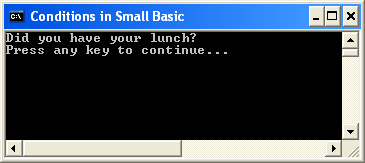 Conditions in Small Basic
Did you have your lunch?
Press any key to continue...